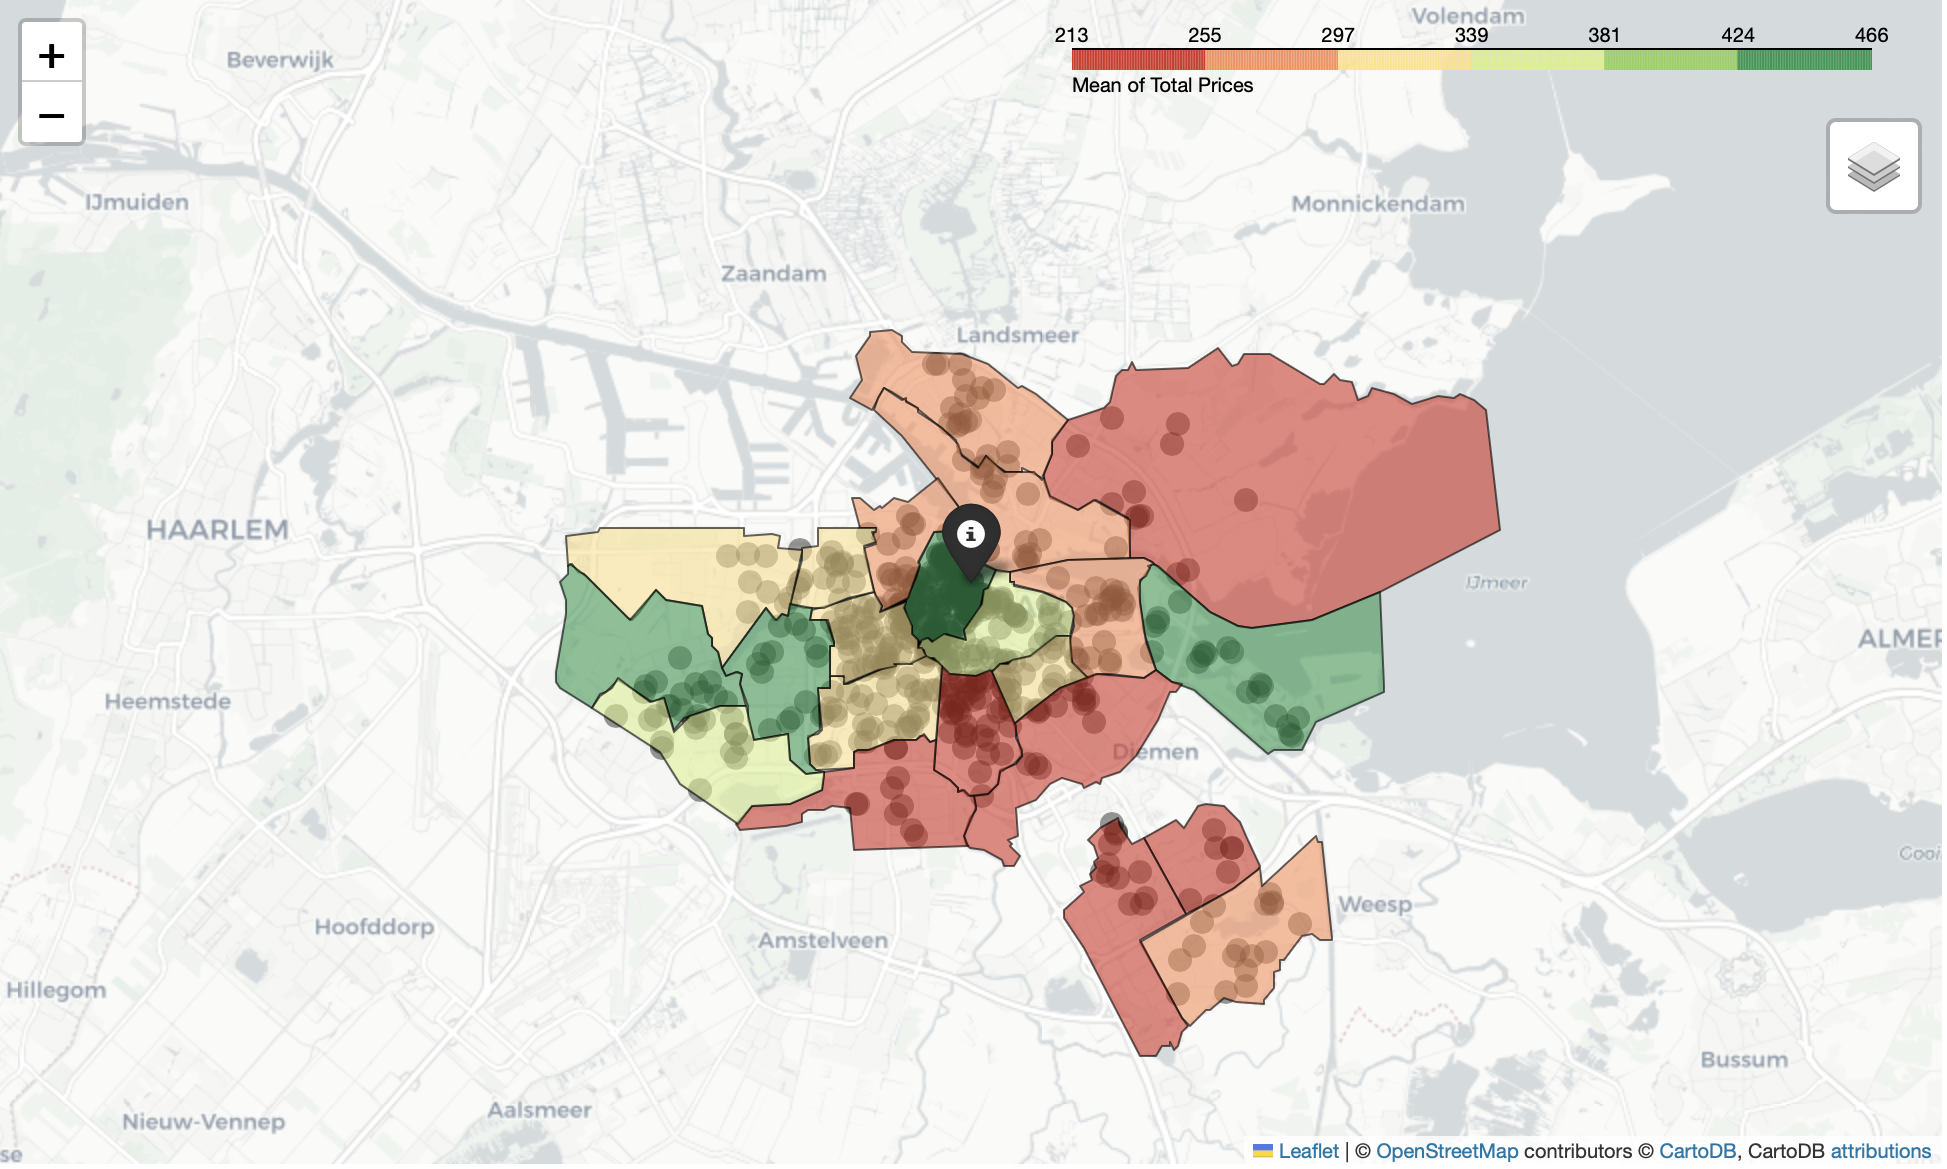 +
−
213 255 297 339 381 424 466
Mean of Total Prices
Volendam
Beverwijk
IJmuiden
Monnickendam
Zaandam
Landsmeer
HAARLEM
i
IJmeer
ALMER
Heemstede
Diemen
Gooi
Weesp
Hoofddorp
Amstelveen
Hillegom
Bussum
Aalsmeer
Nieuw-Vennep
se
Leaflet | © OpenStreetMap contributors © CartoDB, CartoDB attributions